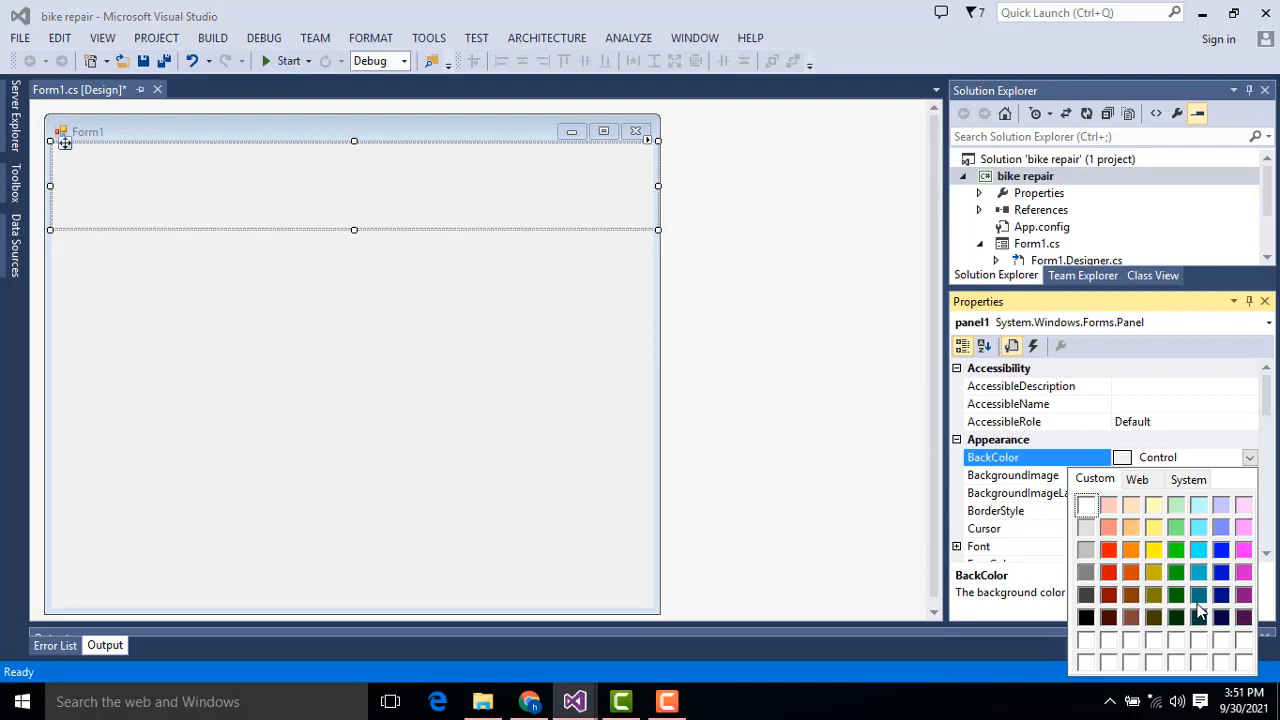 bike repair - Microsoft Visual Studio
7
Quick Launch (Ctrl+Q)
FILE EDIT VIEW PROJECT BUILD DEBUG TEAM FORMAT TOOLS TEST ARCHITECTURE ANALYZE WINDOW HELP
Sign in
Start
Debug
Server Explorer
Toolbox
Data Sources
Form1.cs [Design]*
Form1
Solution Explorer
Search Solution Explorer (Ctrl+;)
Solution 'bike repair' (1 project)
C# bike repair
Properties
References
App.config
Form1.cs
Form1.Designer.cs
Solution Explorer Team Explorer Class View
Properties
panel1 System.Windows.Forms.Panel
Accessibility
AccessibleDescription
AccessibleName
AccessibleRole Default
Appearance
BackColor Control
BackgroundImage
BackgroundImageLa
BorderStyle
Cursor
Font
Custom Web System
BackColor
The background color
Error List Output
Ready
Search the web and Windows
3:51 PM
9/30/2021